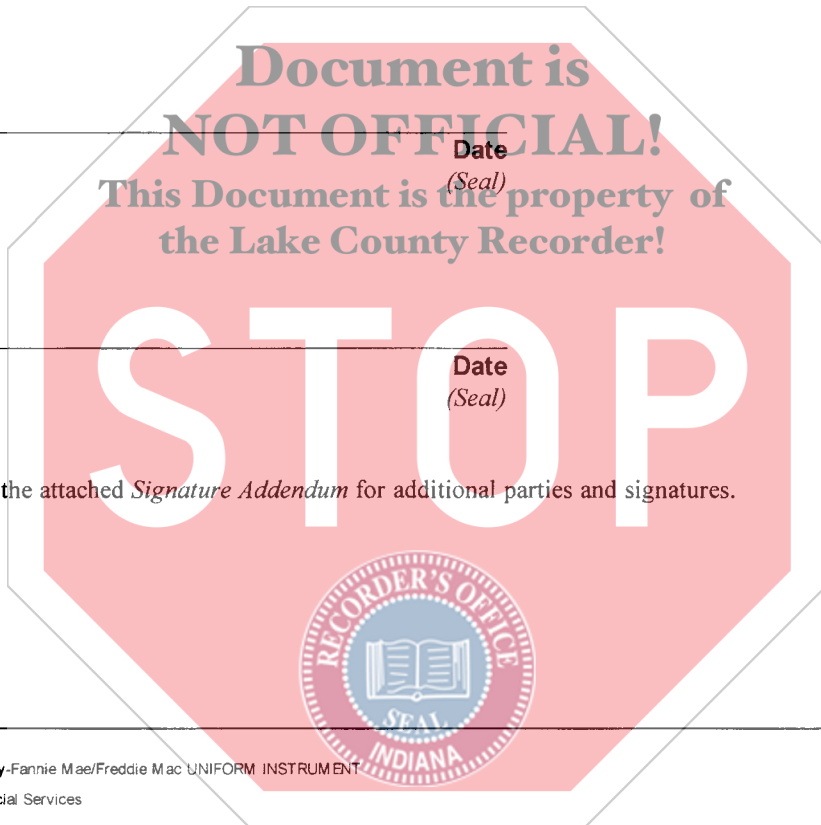 Document is
NOT OFFICIAL!
Date
(Seal)
This Document is the property of
the Lake County Recorder!
STOP
Date
(Seal)
the attached Signature Addendum for additional parties and signatures.
RECORDER'S OFFICE
SEAL
INDIANA
y-Fannie Mae/Freddie Mac UNIFORM INSTRUMENT
cial Services